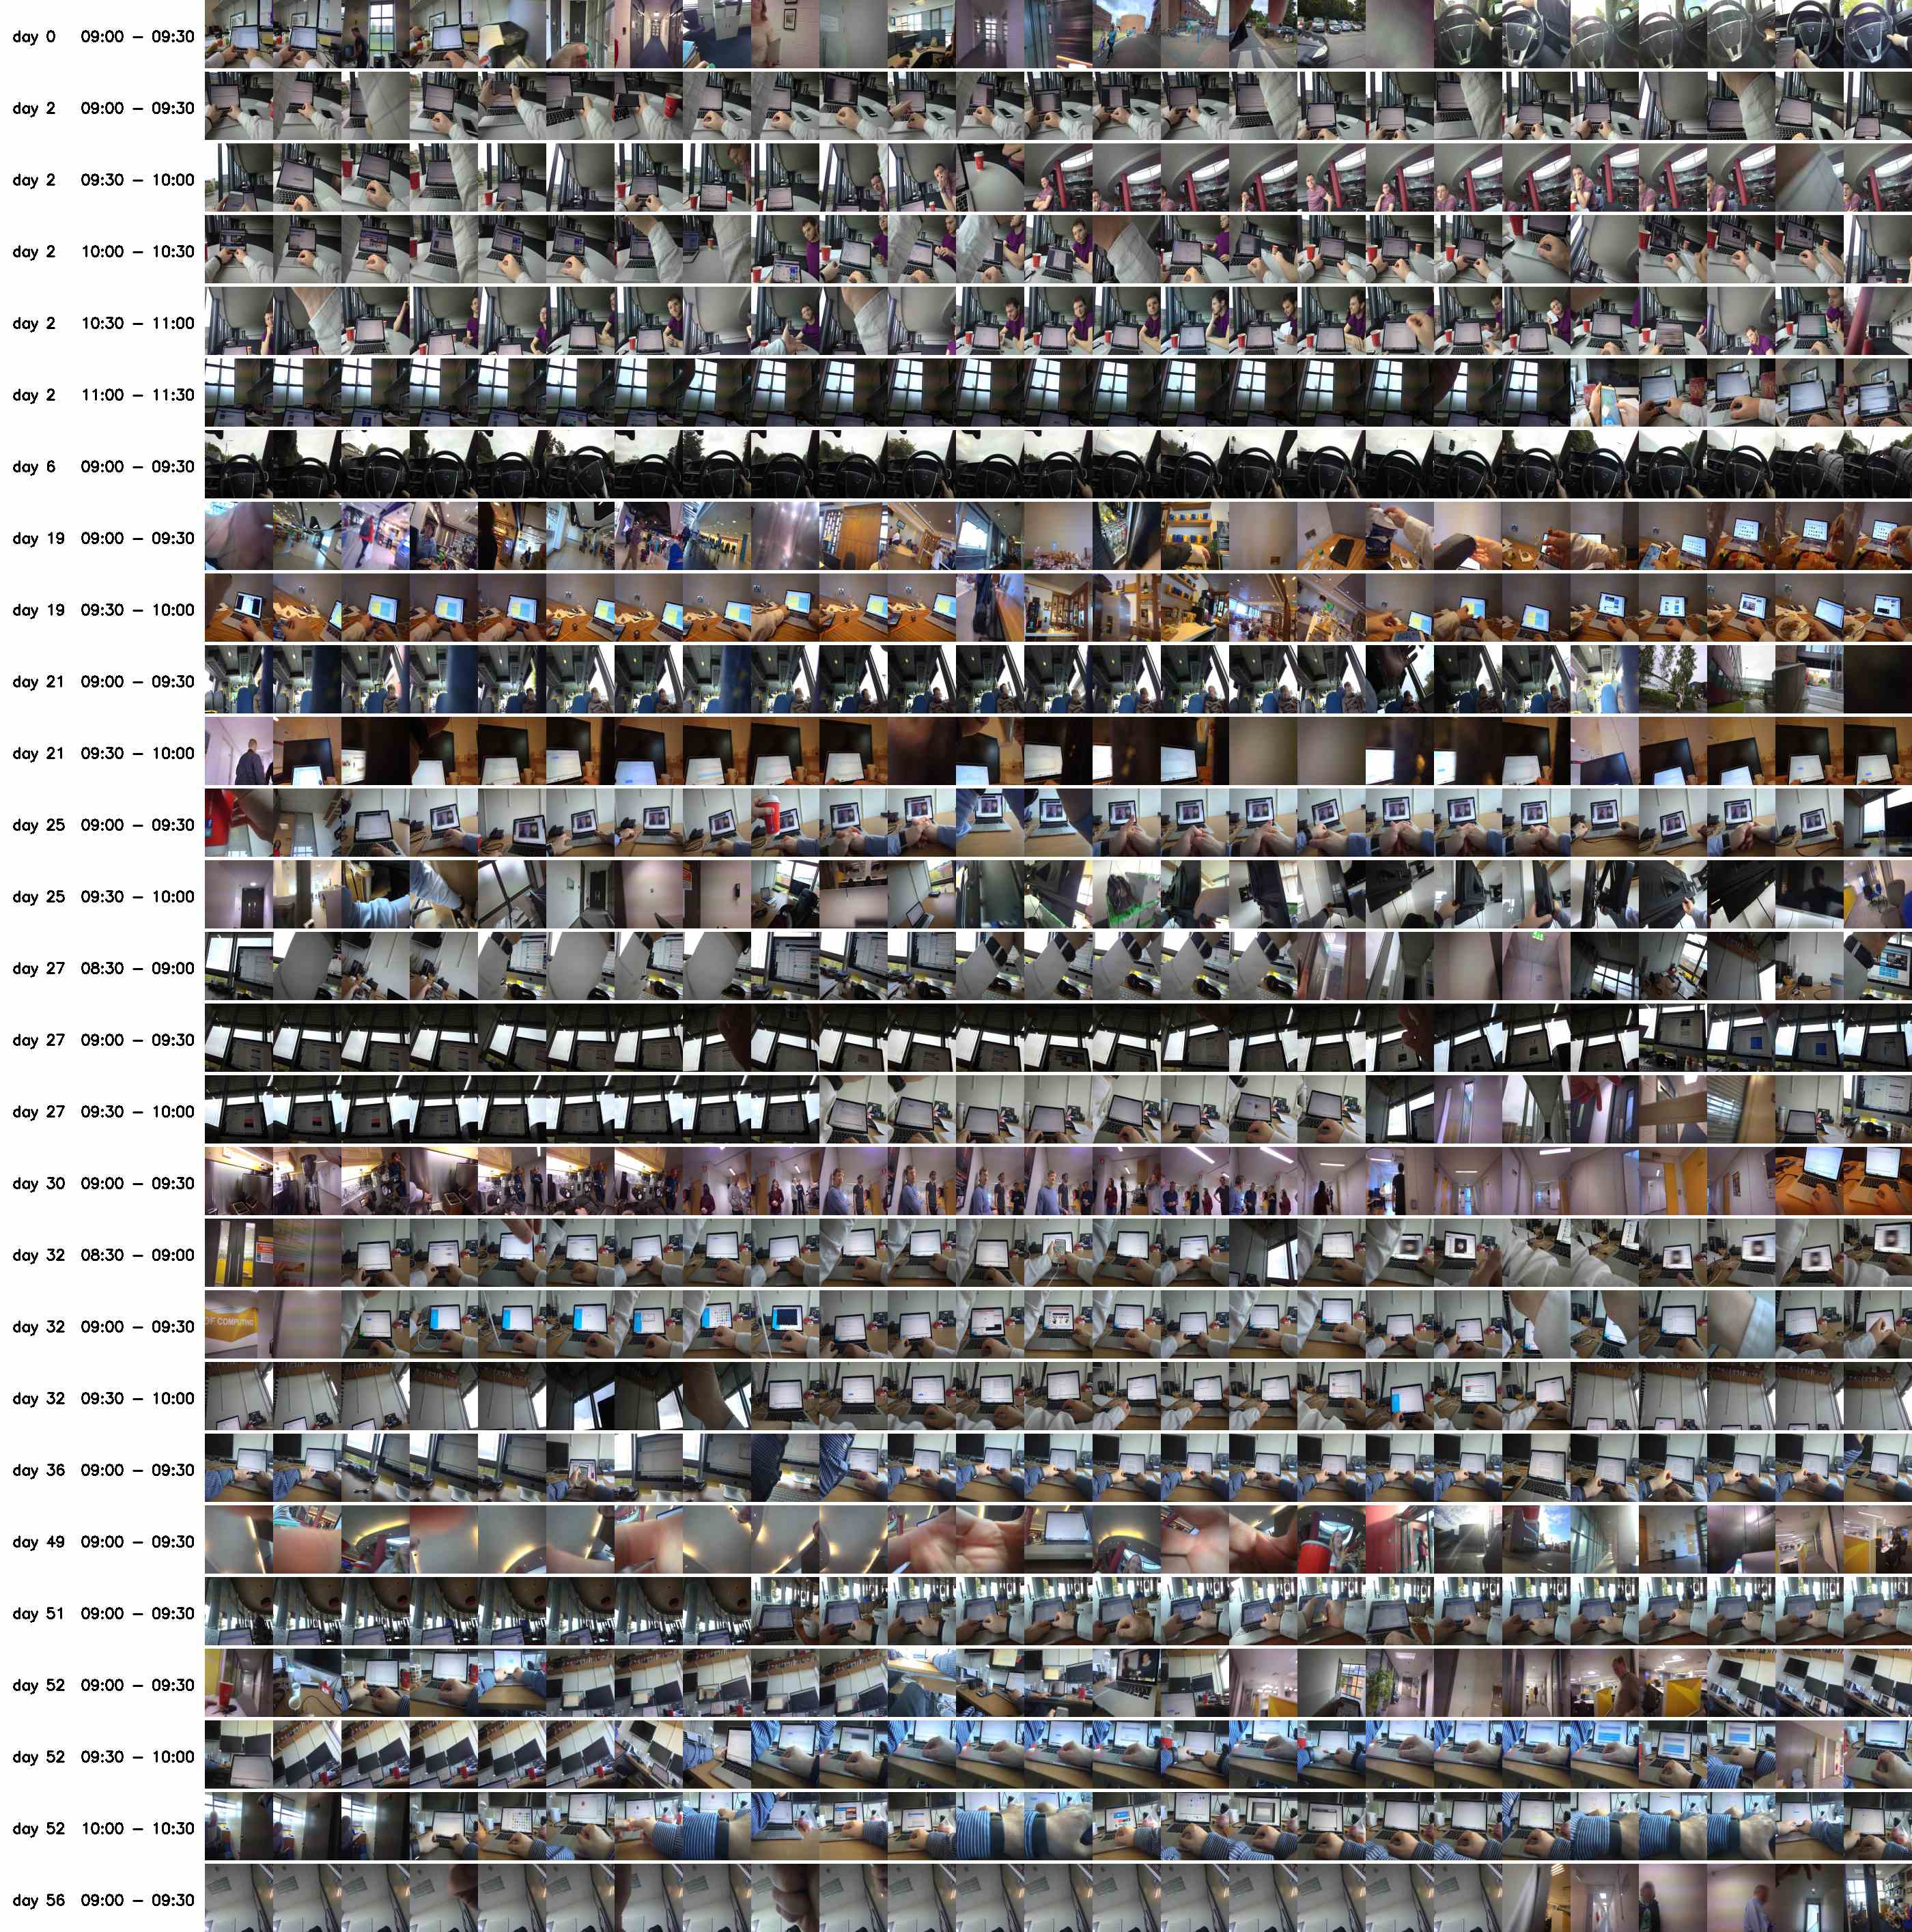 day 0 09:00 – 09:30
day 2 09:00 – 09:30
day 2 09:30 – 10:00
day 2 10:00 – 10:30
day 2 10:30 – 11:00
day 2 11:00 – 11:30
day 6 09:00 – 09:30
day 19 09:00 – 09:30
day 19 09:30 – 10:00
day 21 09:00 – 09:30
day 21 09:30 – 10:00
day 25 09:00 – 09:30
day 25 09:30 – 10:00
day 27 08:30 – 09:00
day 27 09:00 – 09:30
day 27 09:30 – 10:00
day 30 09:00 – 09:30
day 32 08:30 – 09:00
day 32 09:00 – 09:30
OF COMPUTING
day 32 09:30 – 10:00
day 36 09:00 – 09:30
day 49 09:00 – 09:30
day 51 09:00 – 09:30
day 52 09:00 – 09:30
day 52 09:30 – 10:00
day 52 10:00 – 10:30
day 56 09:00 – 09:30